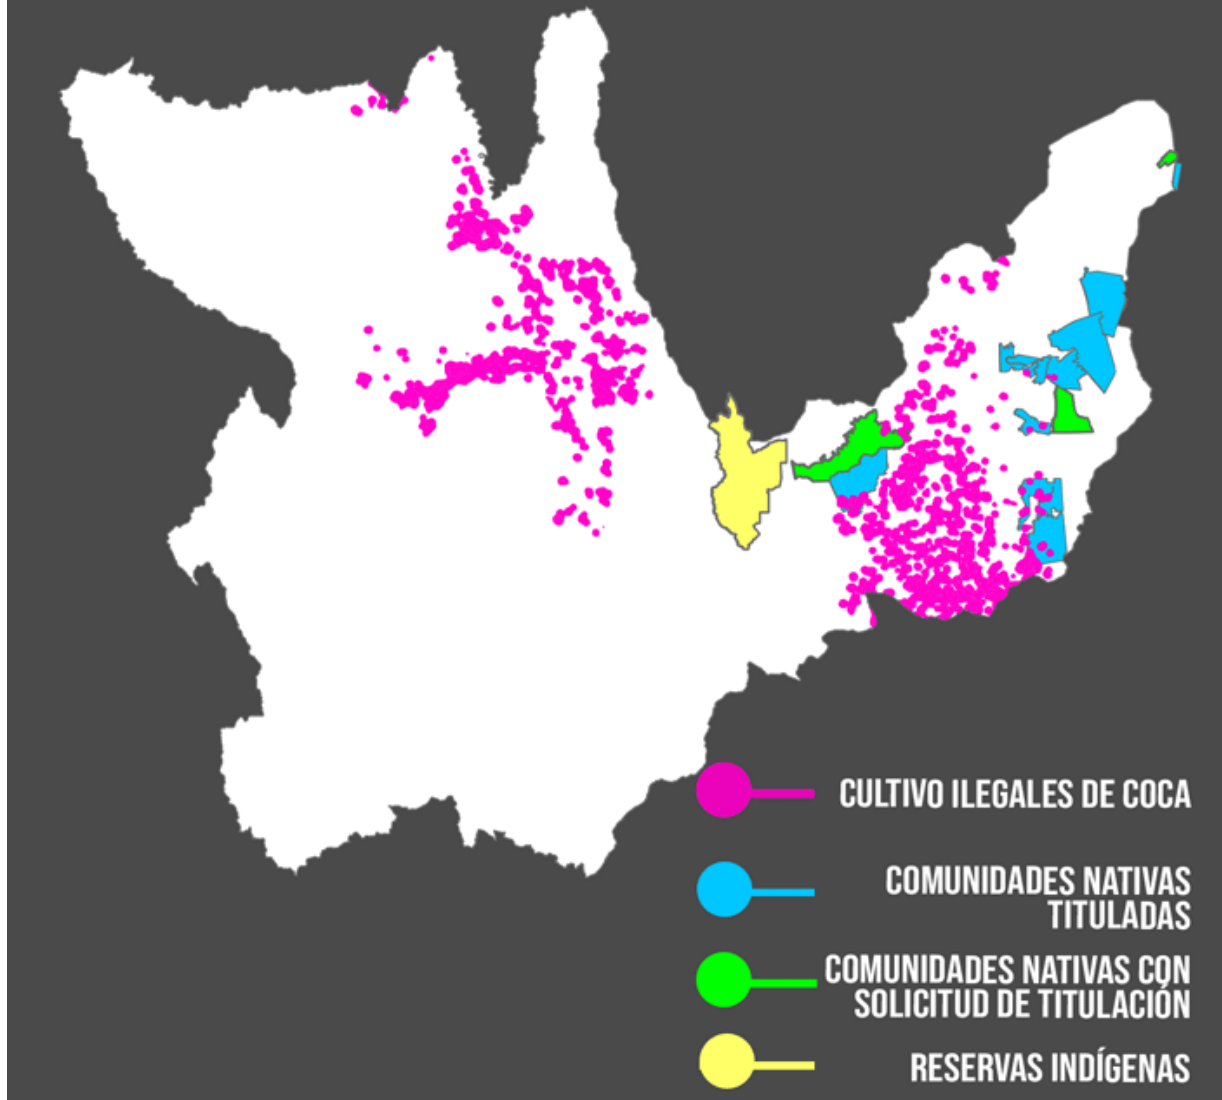 CULTIVO ILEGALES DE COCA
COMUNIDADES NATIVAS
TITULADAS
COMUNIDADES NATIVAS CON
SOLICITUD DE TITULACIÓN
RESERVAS INDÍGENAS